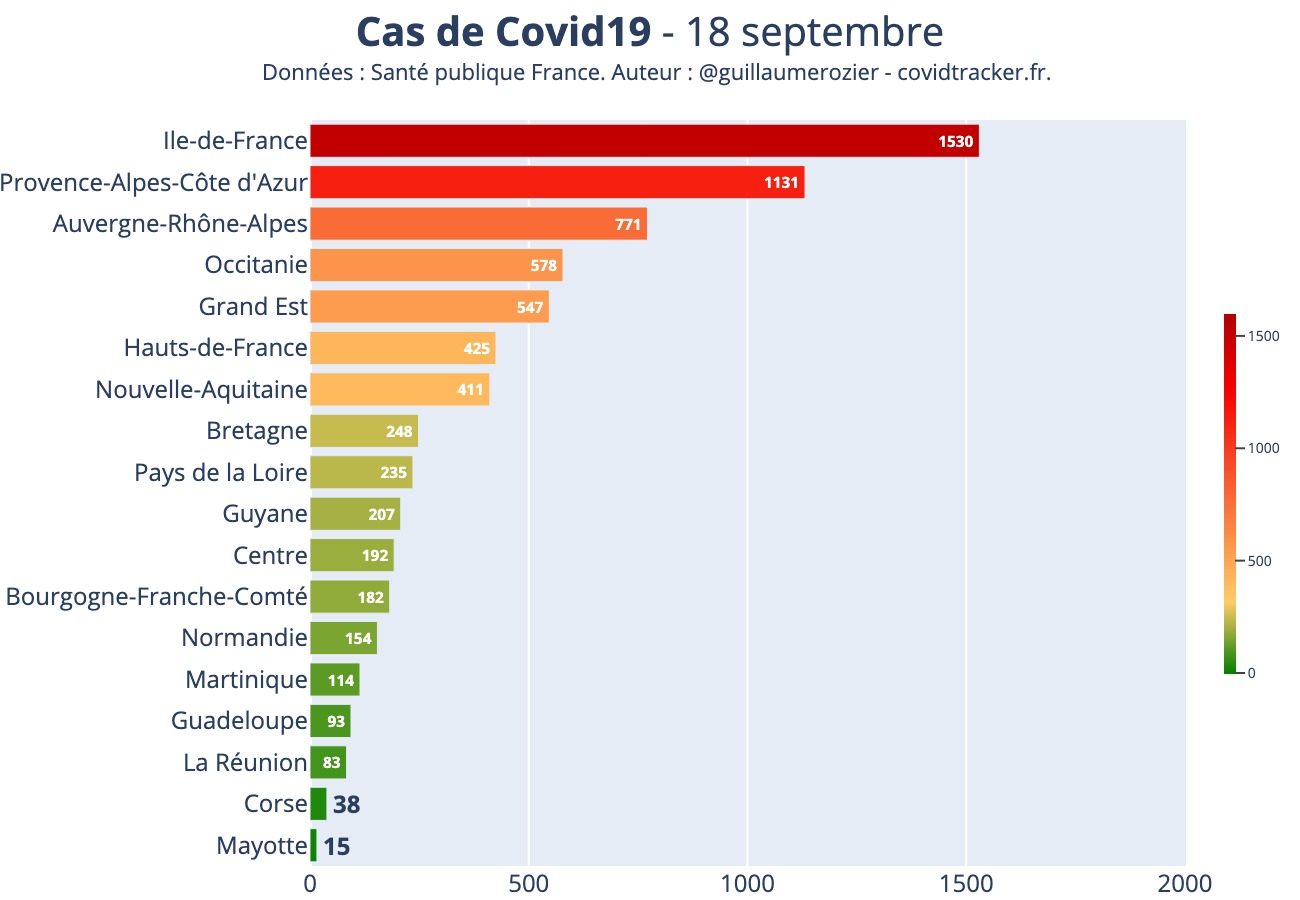 Cas de Covid19 - 18 septembre
Données : Santé publique France. Auteur : @guillaumerozier - covidtracker.fr.
Ile-de-France 1530
Provence-Alpes-Côte d'Azur 1131
Auvergne-Rhône-Alpes 771
Occitanie 578
Grand Est 547
Hauts-de-France 425
Nouvelle-Aquitaine 411
Bretagne 248
Pays de la Loire 235
Guyane 207
Centre 192
Bourgogne-Franche-Comté 182
Normandie 154
Martinique 114
Guadeloupe 93
La Réunion 83
Corse 38
Mayotte 15
0 500 1000 1500 2000
1500
1000
500
0